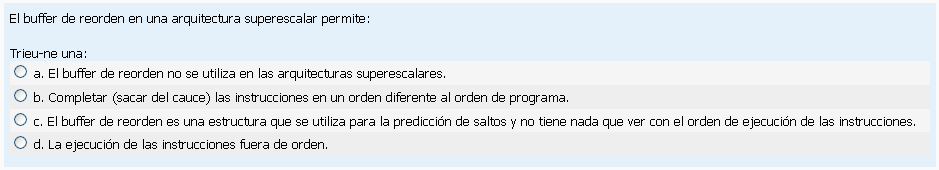 El buffer de reorden en una arquitectura superescalar permite:
Trieu-ne una:
a. El buffer de reorden no se utiliza en las arquitecturas superescalares.
b. Completar (sacar del cauce) las instrucciones en un orden diferente al orden de programa.
c. El buffer de reorden es una estructura que se utiliza para la predicción de saltos y no tiene nada que ver con el orden de ejecución de las instrucciones.
d. La ejecución de las instrucciones fuera de orden.